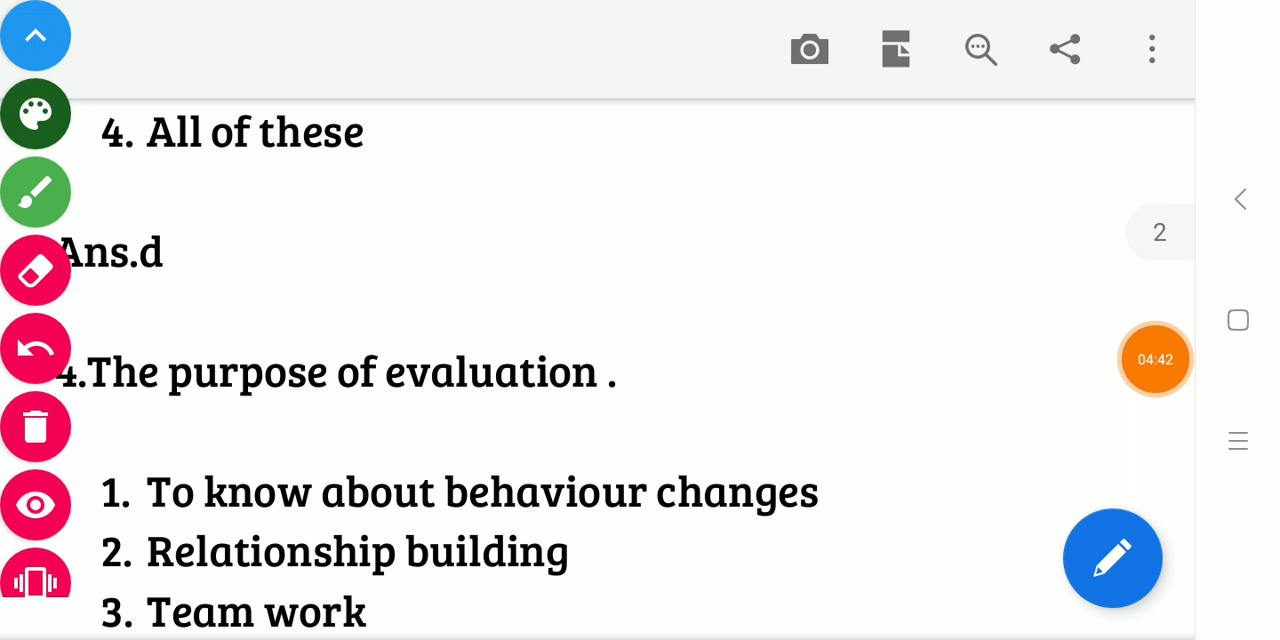 4. All of these
Ans.d
2
04:42
4.The purpose of evaluation .
1. To know about behaviour changes
2. Relationship building
3. Team work